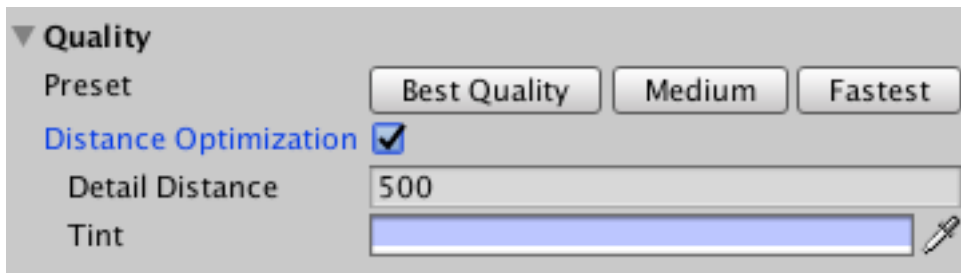 Quality
Preset Best Quality Medium Fastest
Distance Optimization
Detail Distance 500
Tint